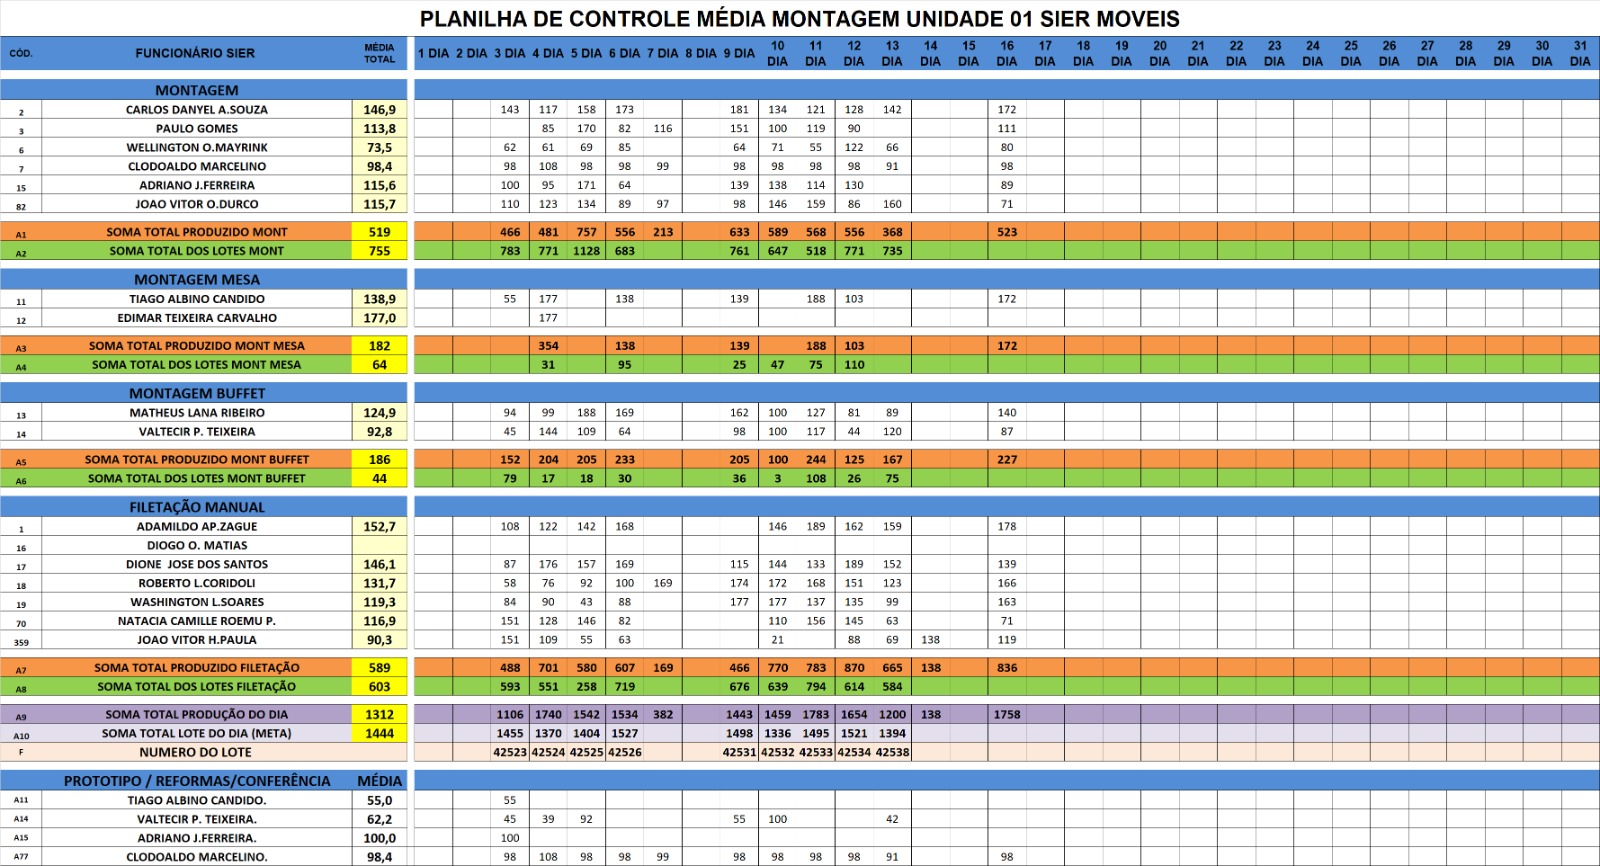 PLANILHA DE CONTROLE MÉDIA MONTAGEM UNIDADE 01 SIER MOVEIS
CÓD. FUNCIONÁRIO SIER MÉDIA TOTAL 1 DIA 2 DIA 3 DIA 4 DIA 5 DIA 6 DIA 7 DIA 8 DIA 9 DIA 10 DIA 11 DIA 12 DIA 13 DIA 14 DIA 15 DIA 16 DIA 17 DIA 18 DIA 19 DIA 20 DIA 21 DIA 22 DIA 23 DIA 24 DIA 25 DIA 26 DIA 27 DIA 28 DIA 29 DIA 30 DIA 31 DIA
MONTAGEM
2 CARLOS DANYEL A.SOUZA 146,9 143 117 158 173 181 134 121 128 142 172
3 PAULO GOMES 113,8 85 170 82 116 151 100 119 90 111
6 WELLINGTON O.MAYRINK 73,5 62 61 69 85 64 71 55 122 66 80
7 CLODOALDO MARCELINO 98,4 98 108 98 98 99 98 98 98 98 91 98
15 ADRIANO J.FERREIRA 115,6 100 95 171 64 139 138 114 130 89
82 JOAO VITOR O.DURCO 115,7 110 123 134 89 97 98 146 159 86 160 71
A1 SOMA TOTAL PRODUZIDO MONT 519 466 481 757 556 213 633 589 568 556 368 523
A2 SOMA TOTAL DOS LOTES MONT 755 783 771 1128 683 761 647 518 771 735
MONTAGEM MESA
11 TIAGO ALBINO CANDIDO 138,9 55 177 138 139 188 103 172
12 EDIMAR TEIXEIRA CARVALHO 177,0 177
A3 SOMA TOTAL PRODUZIDO MONT MESA 182 354 138 139 188 103 172
A4 SOMA TOTAL DOS LOTES MONT MESA 64 31 95 25 47 75 110
MONTAGEM BUFFET
13 MATHEUS LANA RIBEIRO 124,9 94 99 188 169 162 100 127 81 89 140
14 VALTECIR P. TEIXEIRA 92,8 45 144 109 64 98 100 117 44 120 87
A5 SOMA TOTAL PRODUZIDO MONT BUFFET 186 152 204 205 233 205 100 244 125 167 227
A6 SOMA TOTAL DOS LOTES MONT BUFFET 44 79 17 18 30 36 3 108 26 75
FILETAÇÃO MANUAL
1 ADAMILDO AP.ZAGUE 152,7 108 122 142 168 146 189 162 159 178
16 DIOGO O. MATIAS
17 DIONE JOSE DOS SANTOS 146,1 87 176 157 169 115 144 133 189 152 139
18 ROBERTO L.CORIDOLI 131,7 58 76 92 100 169 174 172 168 151 123 166
19 WASHINGTON L.SOARES 119,3 84 90 43 88 177 177 137 135 99 163
70 NATACIA CAMILLE ROEMU P. 116,9 151 128 146 82 110 156 145 63 71
359 JOAO VITOR H.PAULA 90,3 151 109 55 63 21 88 69 138 119
A7 SOMA TOTAL PRODUZIDO FILETAÇÃO 589 488 701 580 607 169 466 770 783 870 665 138 836
A8 SOMA TOTAL DOS LOTES FILETAÇÃO 603 593 551 258 719 676 639 794 614 584
A9 SOMA TOTAL PRODUÇÃO DO DIA 1312 1106 1740 1542 1534 382 1443 1459 1783 1654 1200 138 1758
A10 SOMA TOTAL LOTE DO DIA (META) 1444 1455 1370 1404 1527 1498 1336 1495 1521 1394
F NUMERO DO LOTE 42523 42524 42525 42526 42531 42532 42533 42534 42538
PROTOTIPO / REFORMAS/CONFERÊNCIA MÉDIA
A11 TIAGO ALBINO CANDIDO. 55,0 55
A14 VALTECIR P. TEIXEIRA. 62,2 45 39 92 55 100 42
A15 ADRIANO J.FERREIRA. 100,0 100
A77 CLODOALDO MARCELINO. 98,4 98 108 98 98 99 98 98 98 98 91 98